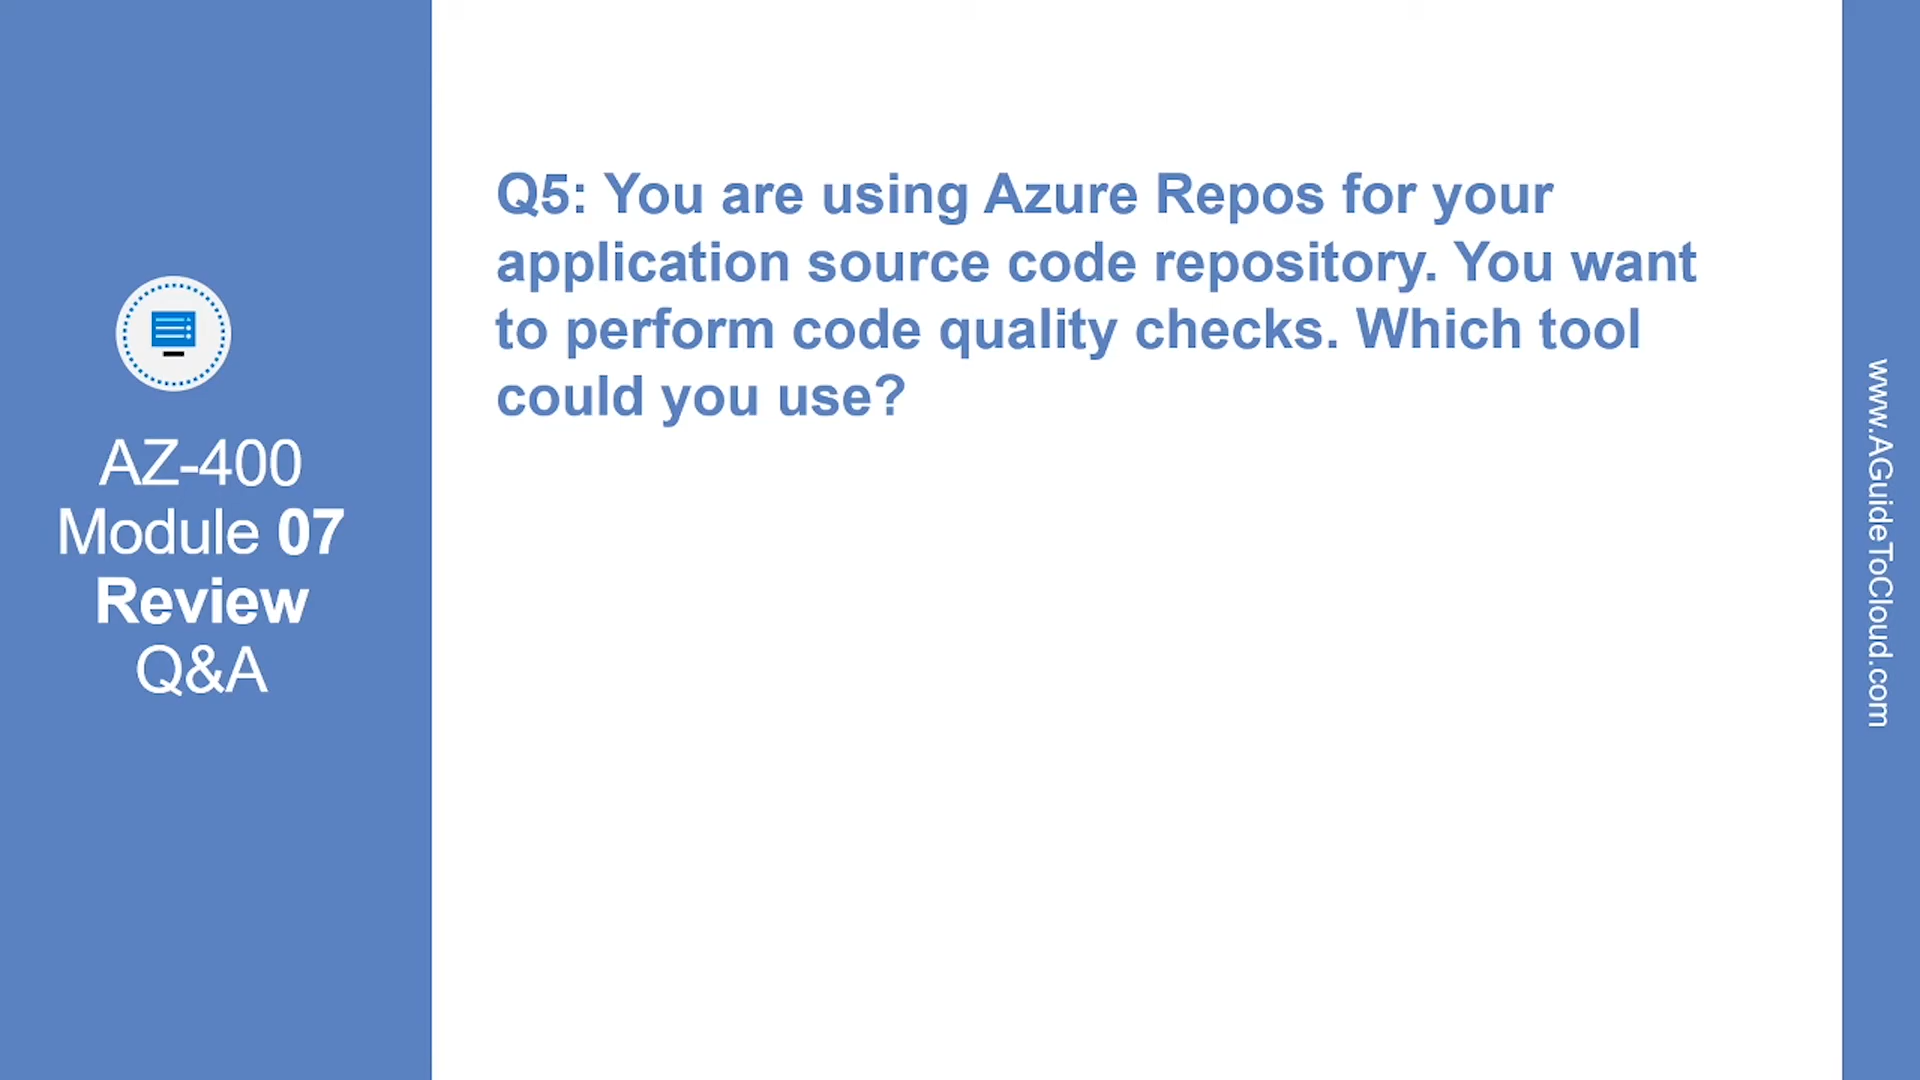 AZ-400
Module 07
Review
Q&A
Q5: You are using Azure Repos for your
application source code repository. You want
to perform code quality checks. Which tool
could you use?
www.AGuideToCloud.com